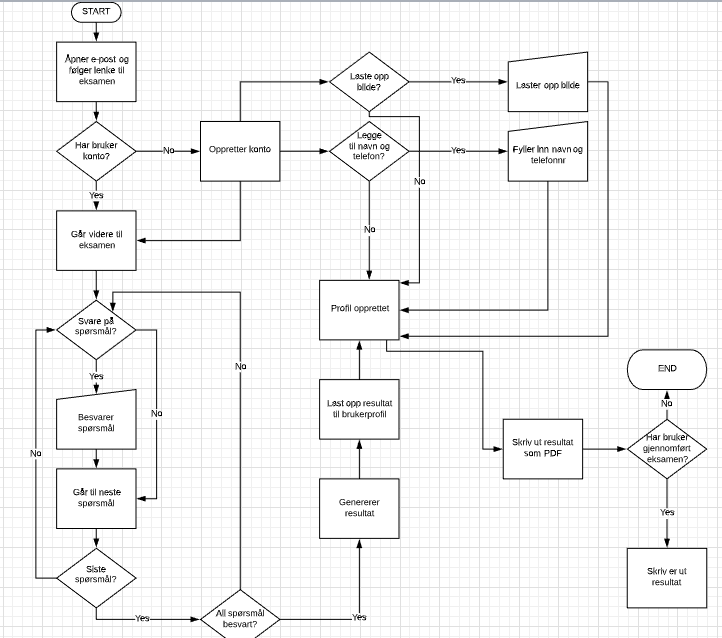 START
Åpner e-post og
følger lenke til
eksamen
Har bruker
konto?
No
Oppretter konto
Yes
Går videre til
eksamen
Laste opp
bilde?
Yes
Laster opp bilde
Legge
til navn og
telefon?
Yes
Fyller inn navn og
telefonnr
No
No
Profil opprettet
Svare på
spørsmål?
Yes
No
Besvarer
spørsmål
No
Går til neste
spørsmål
Siste
spørsmål?
Yes
No
All spørsmål
besvart?
Yes
Genererer
resultat
Last opp resultat
til brukerprofil
Skriv ut resultat
som PDF
END
No
Har bruker
gjennomført
eksamen?
Yes
Skriv er ut
resultat